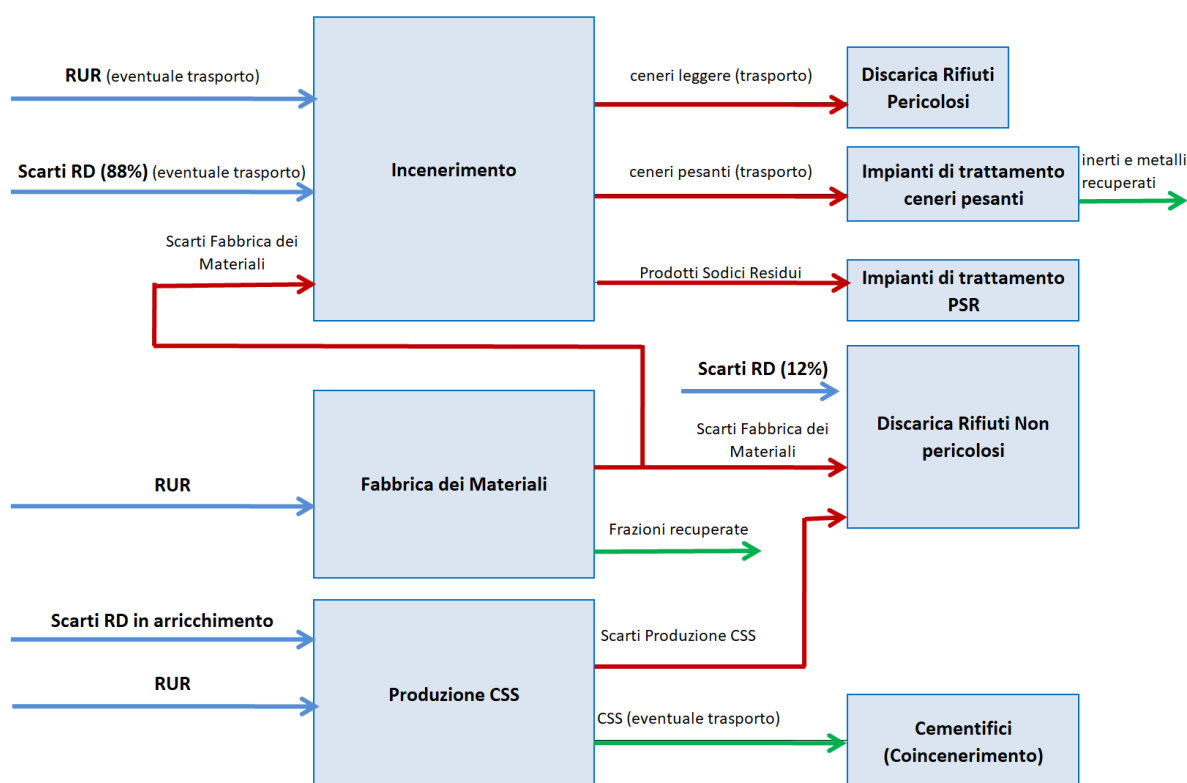 RUR (eventuale trasporto)
ceneri leggere (trasporto)
Discarica Rifiuti
Pericolosi
Scarti RD (88%) (eventuale trasporto)
Incenerimento
ceneri pesanti (trasporto)
Impianti di trattamento
ceneri pesanti
inerti e metalli
recuperati
Scarti Fabbrica dei
Materiali
Prodotti Sodici Residui
Impianti di trattamento
PSR
Scarti RD (12%)
Scarti Fabbrica dei
Materiali
Discarica Rifiuti Non
pericolosi
RUR
Fabbrica dei Materiali
Frazioni recuperate
Scarti RD in arricchimento
Scarti Produzione CSS
RUR
Produzione CSS
CSS (eventuale trasporto)
Cementifici
(Coincenerimento)